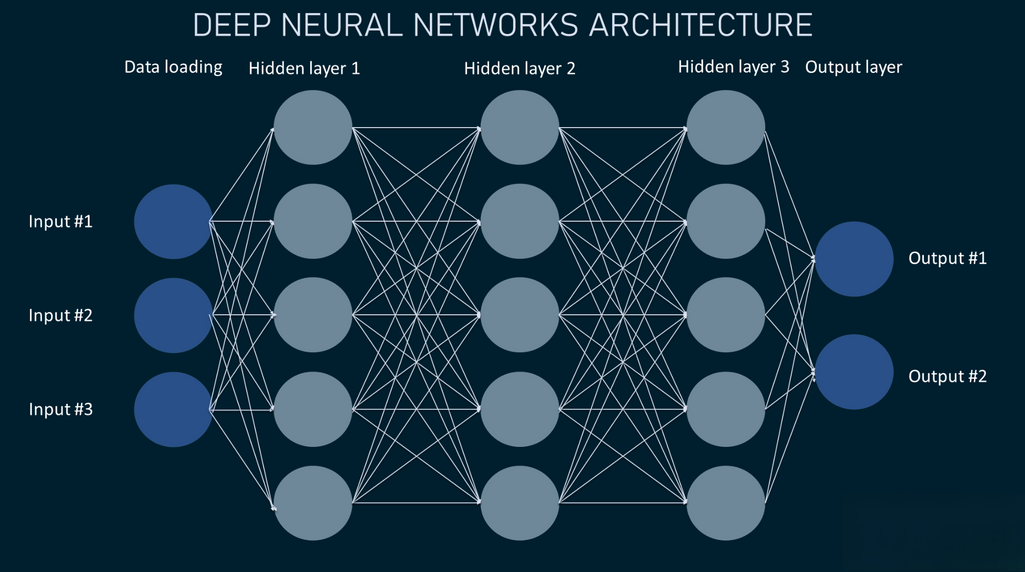 DEEP NEURAL NETWORKS ARCHITECTURE
Data loading
Hidden layer 1
Hidden layer 2
Hidden layer 3
Output layer
Input #1
Input #2
Input #3
Output #1
Output #2